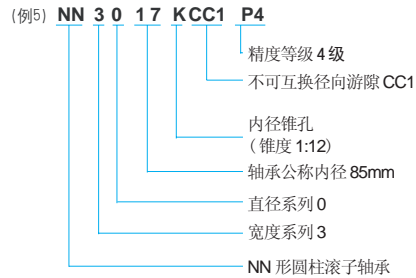 (例5) NN 3 0 17 K CC1 P4
精度等级 4 级
不可互换径向游隙 CC1
内径锥孔
(锥度 1:12)
轴承公称内径 85mm
直径系列 0
宽度系列 3
NN 形圆柱滚子轴承